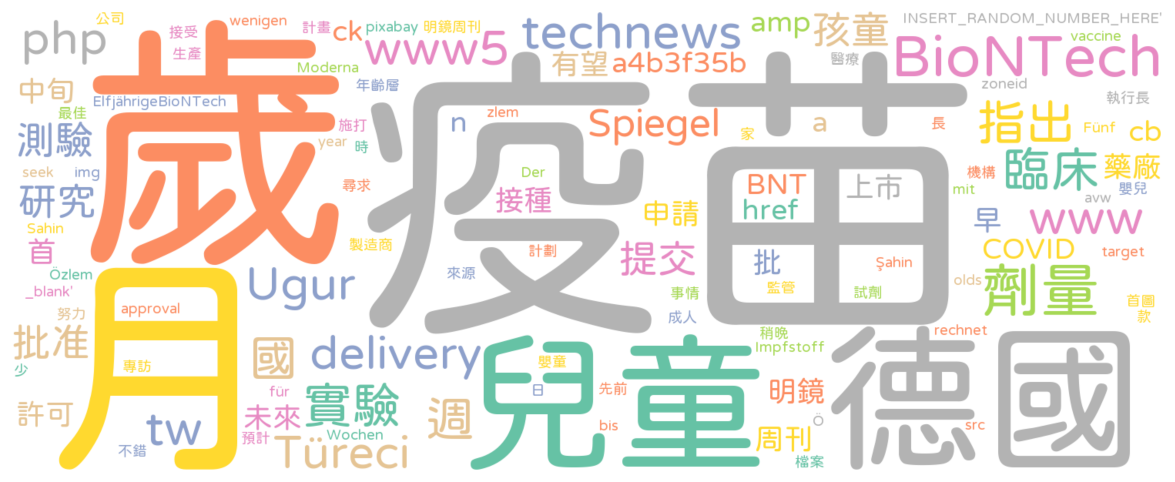 公司
wenigen
計畫
pixabay
明鏡周刊
INSERT_RANDOM_NUMBER_HERE'
接受
ck
technews
amp
孩童
vaccine
php
生產
www5
BioNTech
Moderna
有望
a4b3f35b
醫療
zoneid
中旬
年齡層
執行長
ElfjährigeBioNTech
歲
疫苗
最佳
施打
n
zlem
Spiegel
家
a
長
指出
Fünf
cb
測驗
year
時
seek
img
Der
機構
臨床
藥廠
研究
尋求
接種
BNT
上市
mit
嬰兒
href
avw
申請
早
www
Sahin
首
製造商
計劃
提交
COVID
target
Özlem
來源
批
Şahin
_blank'
月
Ugur
事情
監管
試劑
olds
劑量
努力
approval
成人
首圖
款
批准
國
delivery
兒童
稍晚
rechnet
德國
Impfstoff
專訪
嬰童
少
für
實驗
日
先前
明鏡
許可
未來
週
Ö
tw
預計
Wochen
bis
周刊
src
不錯
Türeci
檔案